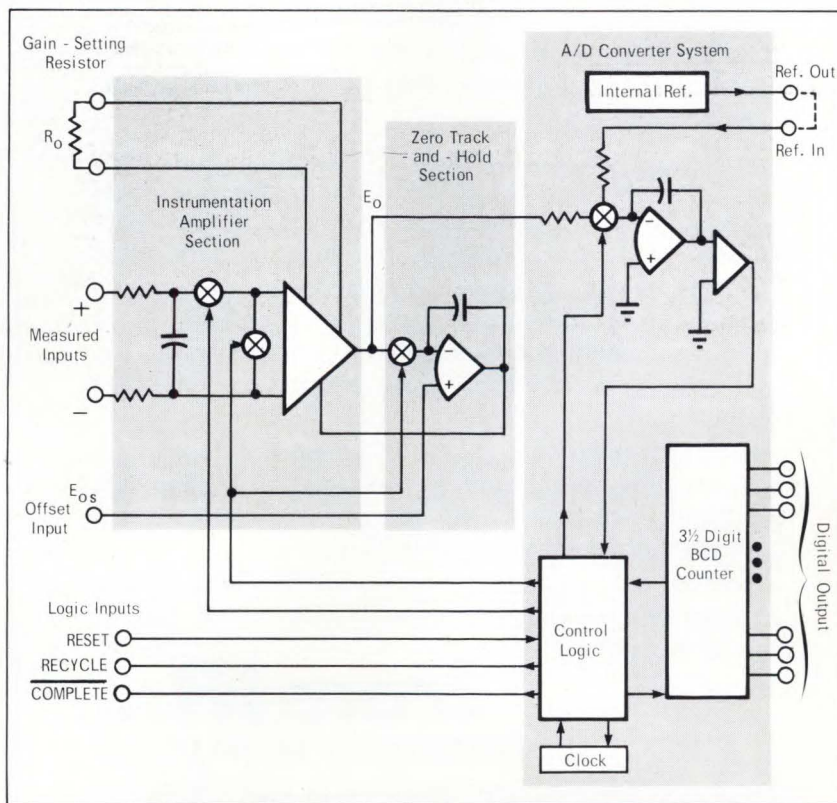 Gain - Setting
Resistor
R₀
Instrumentation
Amplifier
Section
Zero Track
- and - Hold
Section
E₀
A/D Converter System
Internal Ref.
Ref. Out
Ref. In
+
Measured
Inputs
−
−
+
−
+
E₀ₛ
Offset
Input
3½ Digit
BCD
Counter
Digital Output
Logic Inputs
RESET
RECYCLE
COMPLETE
Control
Logic
Clock